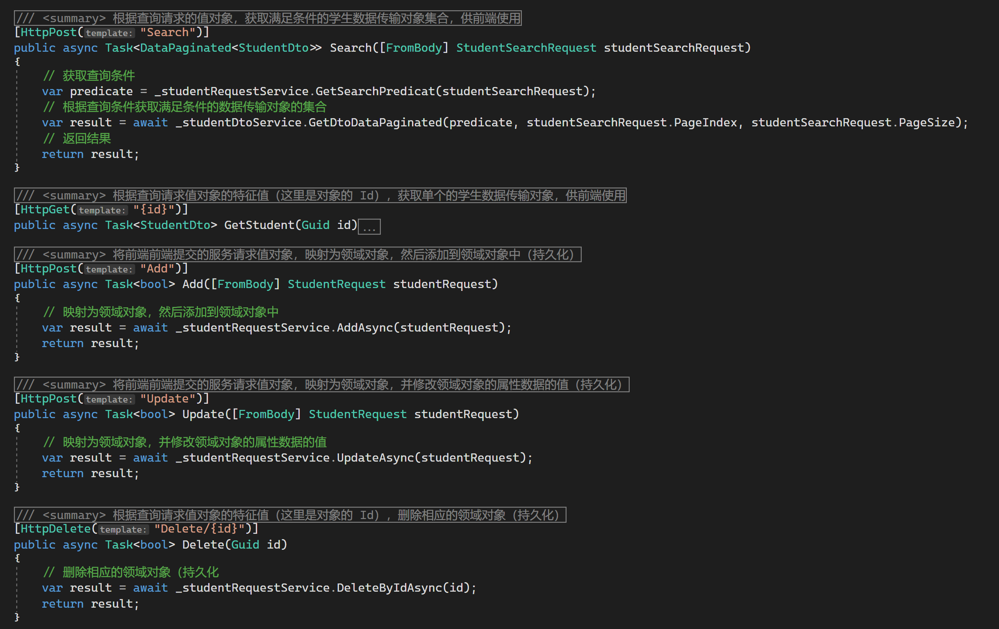 /// <summary> 根据查询请求的值对象，获取满足条件的学生数据传输对象集合，供前端使用
[HttpPost(template: "Search")]
public async Task<DataPaginated<StudentDto>> Search([FromBody] StudentSearchRequest studentSearchRequest)
{
// 获取查询条件
var predicate = _studentRequestService.GetSearchPredicat(studentSearchRequest);
// 根据查询条件获取满足条件的数据传输对象的集合
var result = await _studentDtoService.GetDtoDataPaginated(predicate, studentSearchRequest.PageIndex, studentSearchRequest.PageSize);
// 返回结果
return result;
}
/// <summary> 根据查询请求值对象的特征值（这里是对象的 Id），获取单个的学生数据传输对象，供前端使用
[HttpGet(template: "{id}")]
public async Task<StudentDto> GetStudent(Guid id)...
/// <summary> 将前端前端提交的服务请求值对象，映射为领域对象，然后添加到领域对象中（持久化）
[HttpPost(template: "Add")]
public async Task<bool> Add([FromBody] StudentRequest studentRequest)
{
// 映射为领域对象，然后添加到领域对象中
var result = await _studentRequestService.AddAsync(studentRequest);
return result;
}
/// <summary> 将前端前端提交的服务请求值对象，映射为领域对象，并修改领域对象的属性数据的值（持久化）
[HttpPost(template: "Update")]
public async Task<bool> Update([FromBody] StudentRequest studentRequest)
{
// 映射为领域对象，并修改领域对象的属性数据的值
var result = await _studentRequestService.UpdateAsync(studentRequest);
return result;
}
/// <summary> 根据查询请求值对象的特征值（这里是对象的 Id），删除相应的领域对象（持久化）
[HttpDelete(template: "Delete/{id}")]
public async Task<bool> Delete(Guid id)
{
// 删除相应的领域对象（持久化
var result = await _studentRequestService.DeleteByIdAsync(id);
return result;
}